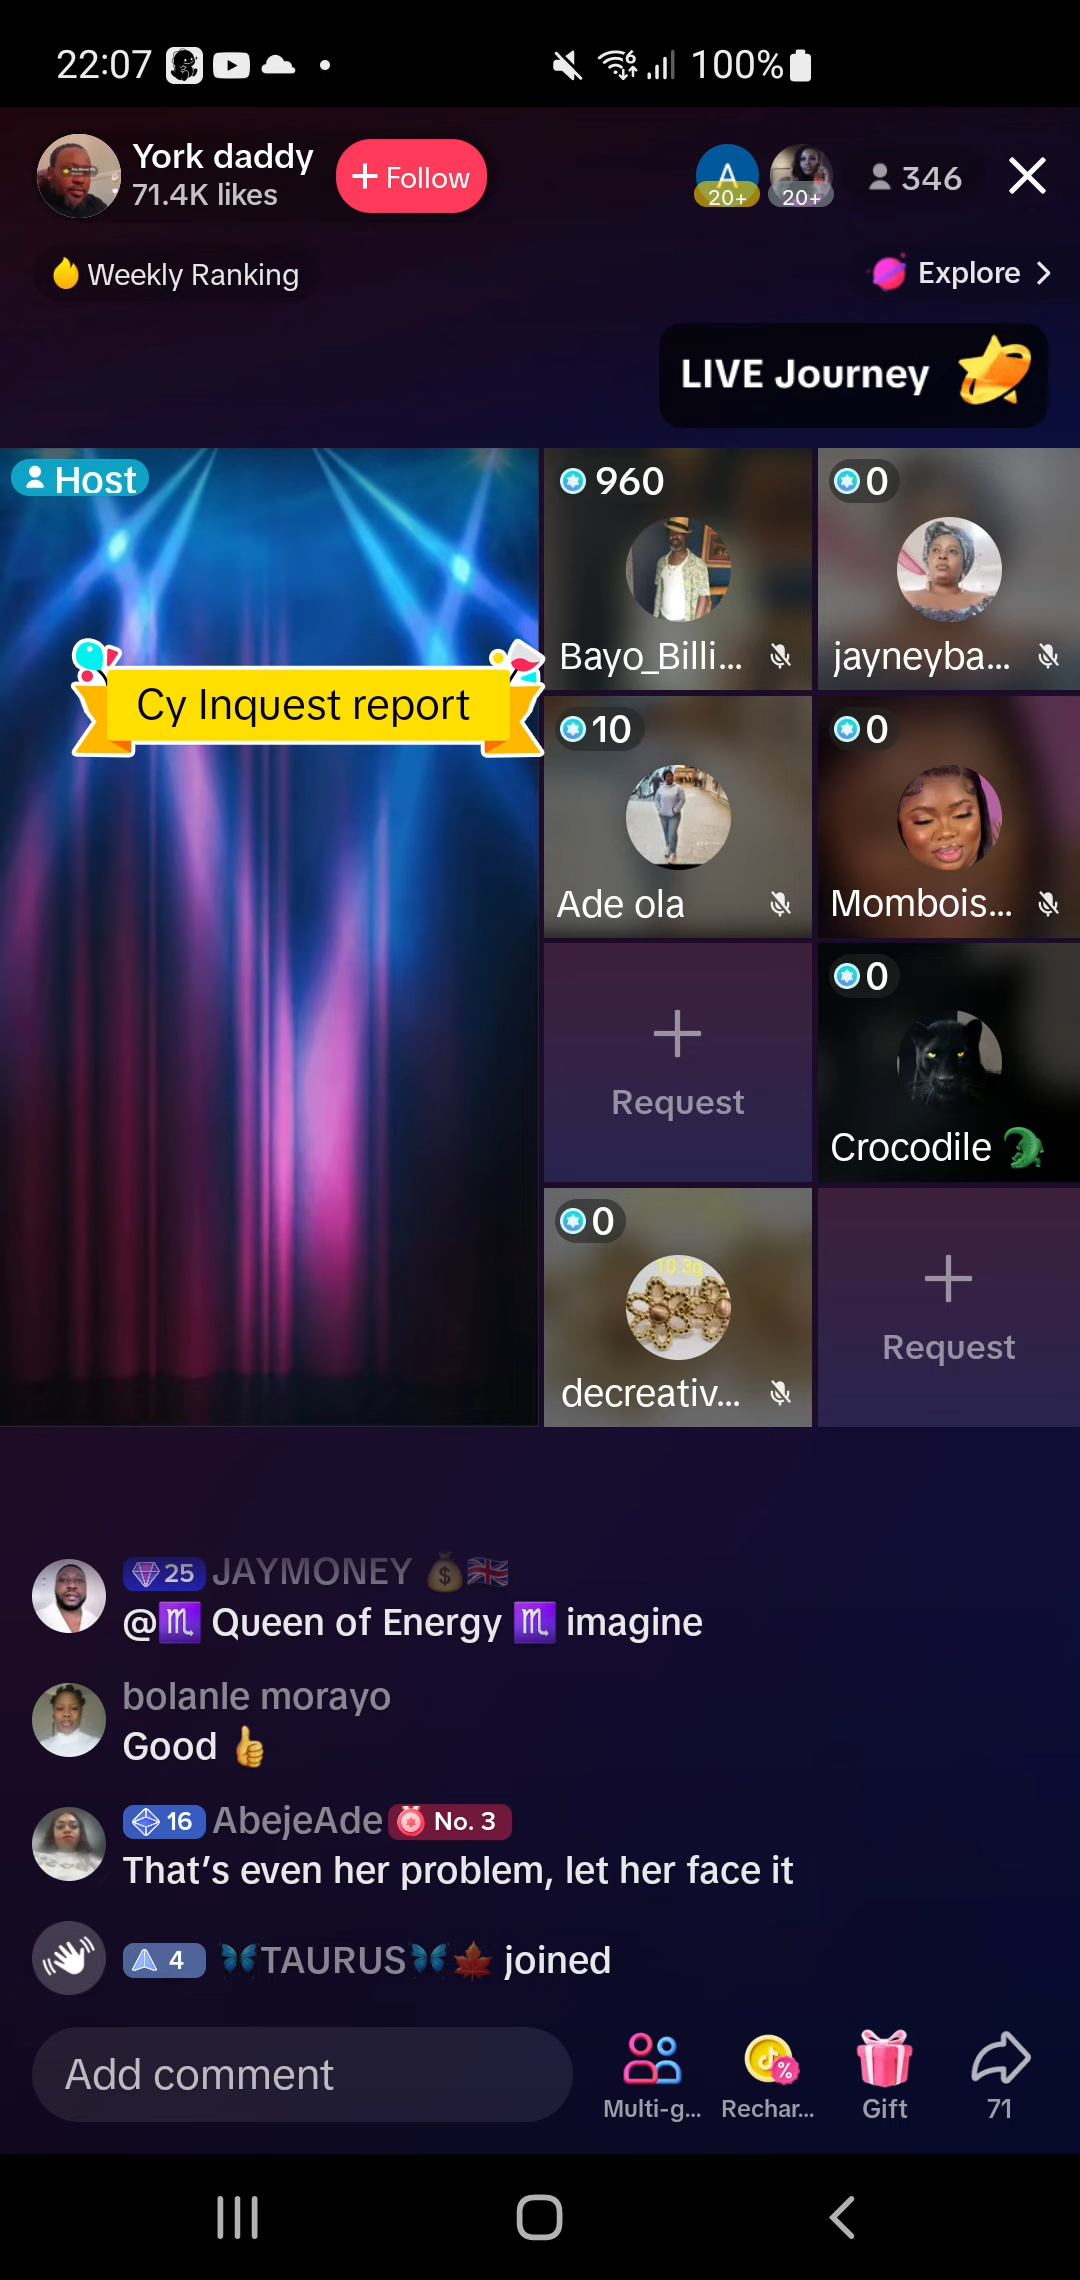 22:07
100%
York daddy
71.4K likes
+ Follow
A
20+
20+
346
Weekly Ranking
Explore
LIVE Journey
Host
Cy Inquest report
960
Bayo_Billi...
0
jayneyba...
10
Ade ola
0
Mombois...
Request
0
Crocodile 🐊
10.3g
0
decreativ...
Request
25 JAYMONEY 💰🇬🇧
@♏ Queen of Energy ♏ imagine
bolanle morayo
Good 👍
16 AbejeAde No. 3
That’s even her problem, let her face it
4 🦋TAURUS🦋🍁 joined
Add comment
Multi-g...
Rechar...
Gift
71